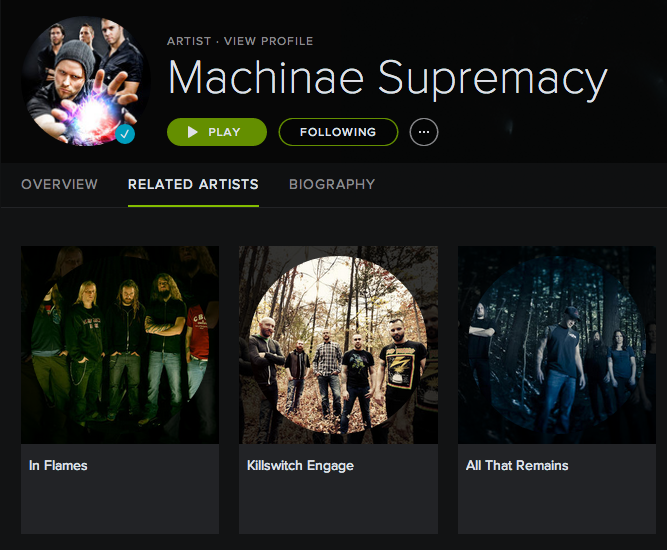 ARTIST · VIEW PROFILE
Machinae Supremacy
PLAY
FOLLOWING
OVERVIEW
RELATED ARTISTS
BIOGRAPHY
In Flames
Killswitch Engage
All That Remains